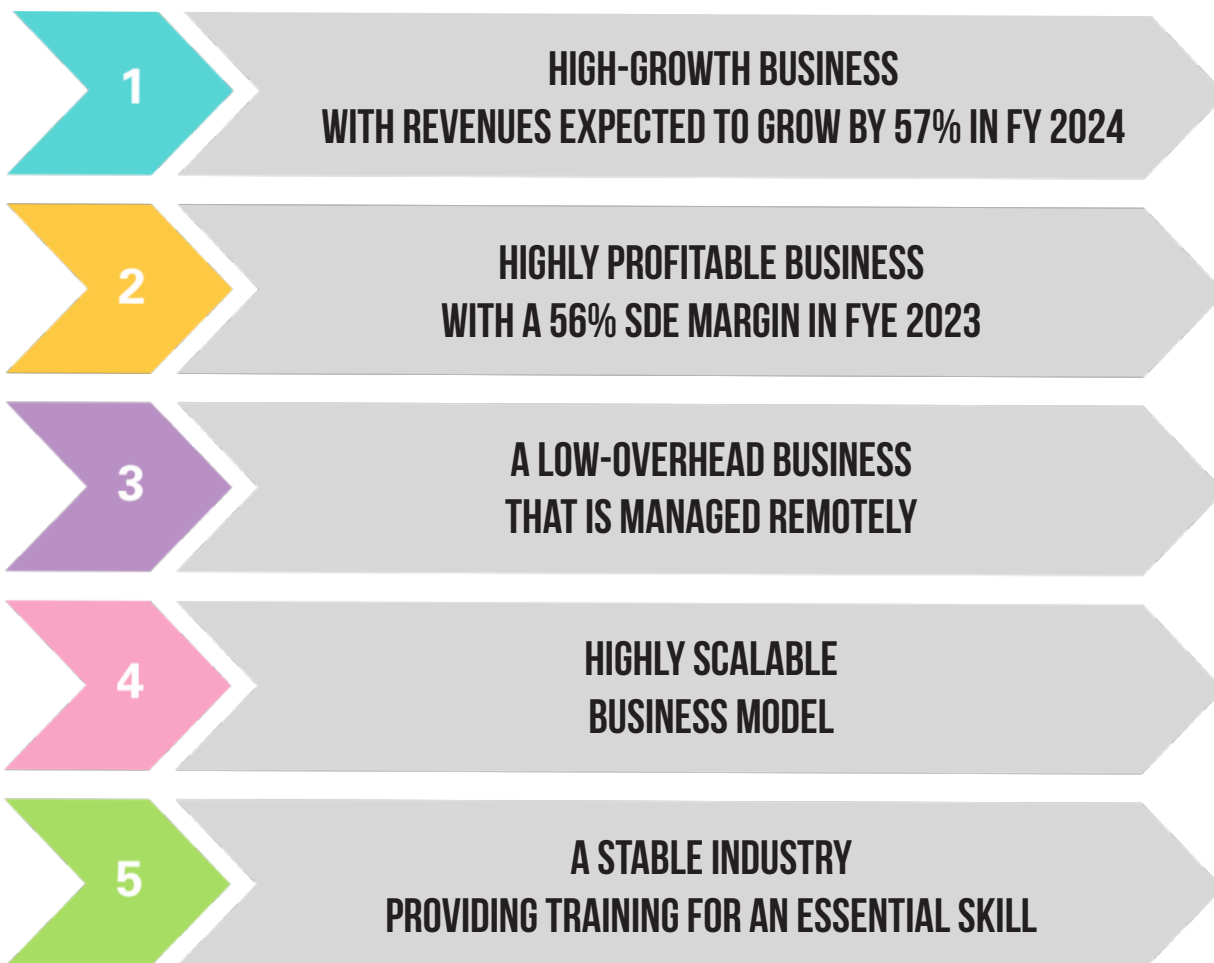 1
HIGH-GROWTH BUSINESS
WITH REVENUES EXPECTED TO GROW BY 57% IN FY 2024
2
HIGHLY PROFITABLE BUSINESS
WITH A 56% SDE MARGIN IN FYE 2023
3
A LOW-OVERHEAD BUSINESS
THAT IS MANAGED REMOTELY
4
HIGHLY SCALABLE
BUSINESS MODEL
5
A STABLE INDUSTRY
PROVIDING TRAINING FOR AN ESSENTIAL SKILL